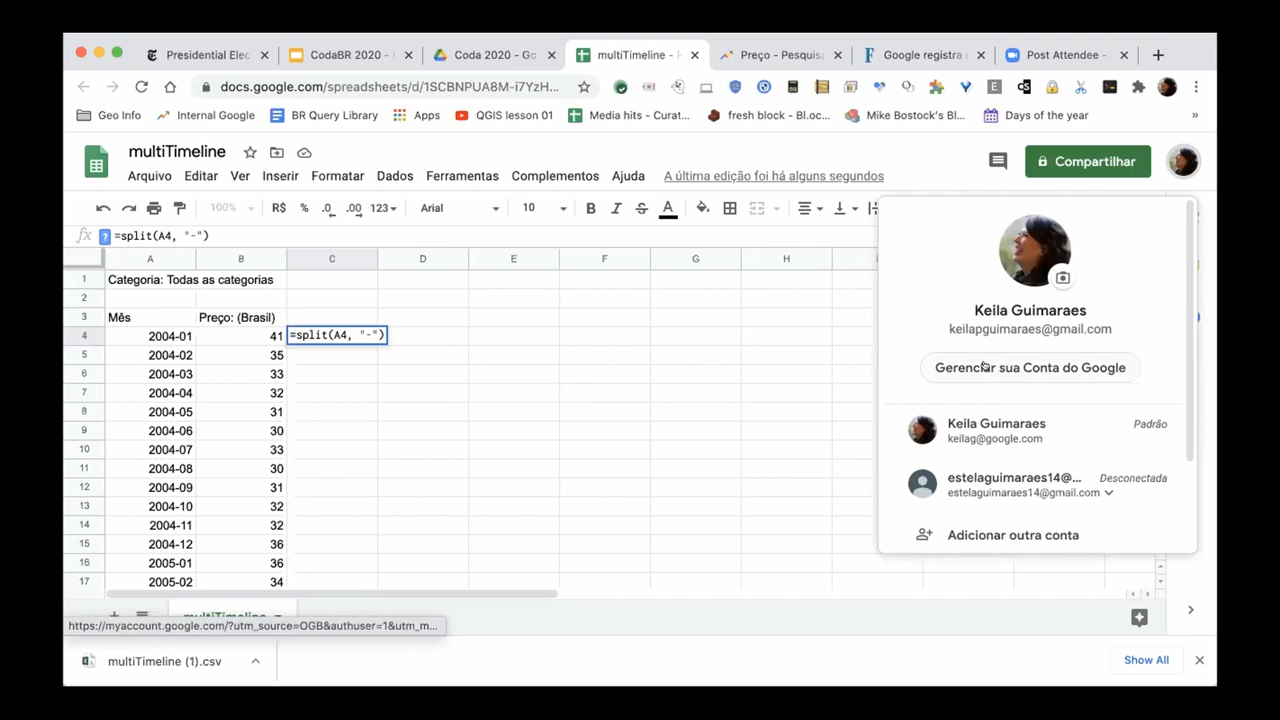 Presidential Elec
CodaBR 2020 -
Coda 2020 - Go
multiTimeline -
Preço - Pesquisa
Google registra
Post Attendee -
docs.google.com/spreadsheets/d/1SCBNPUA8M-i7YzH...
Geo Info
Internal Google
BR Query Library
Apps
QGIS lesson 01
Media hits - Curat...
fresh block - Bl.oc...
Mike Bostock's Bl...
Days of the year
»
multiTimeline
Compartilhar
Arquivo Editar Ver Inserir Formatar Dados Ferramentas Complementos Ajuda A última edição foi há alguns segundos
100% R$ % .0 .00 123 Arial 10 B I S A
fx ? =split(A4, "-")
A B C D E F G H
1 Categoria: Todas as categorias
2
3 Mês Preço: (Brasil)
4 2004-01 41 =split(A4, "-")
5 2004-02 35
6 2004-03 33
7 2004-04 32
8 2004-05 31
9 2004-06 30
10 2004-07 33
11 2004-08 30
12 2004-09 31
13 2004-10 32
14 2004-11 32
15 2004-12 36
16 2005-01 36
17 2005-02 34
Keila Guimaraes
keilapguimaraes@gmail.com
Gerenciar sua Conta do Google
Keila Guimaraes Padrão
keilag@google.com
estelaguimaraes14@... Desconectada
estelaguimaraes14@gmail.com
Adicionar outra conta
multiTimeline
https://myaccount.google.com/?utm_source=OGB&authuser=1&utm_m...
multiTimeline (1).csv
Show All